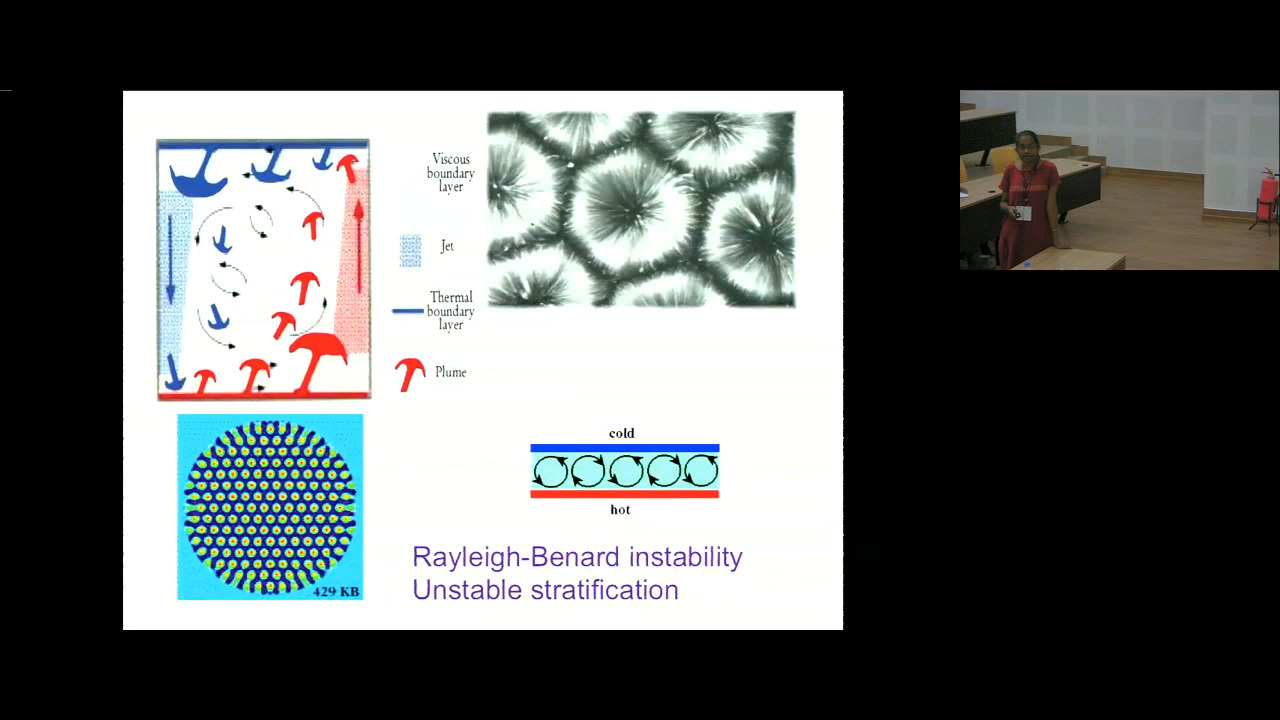 Viscous
boundary
layer
Jet
Thermal
boundary
layer
Plume
cold
hot
429 KB
Rayleigh-Benard instability
Unstable stratification